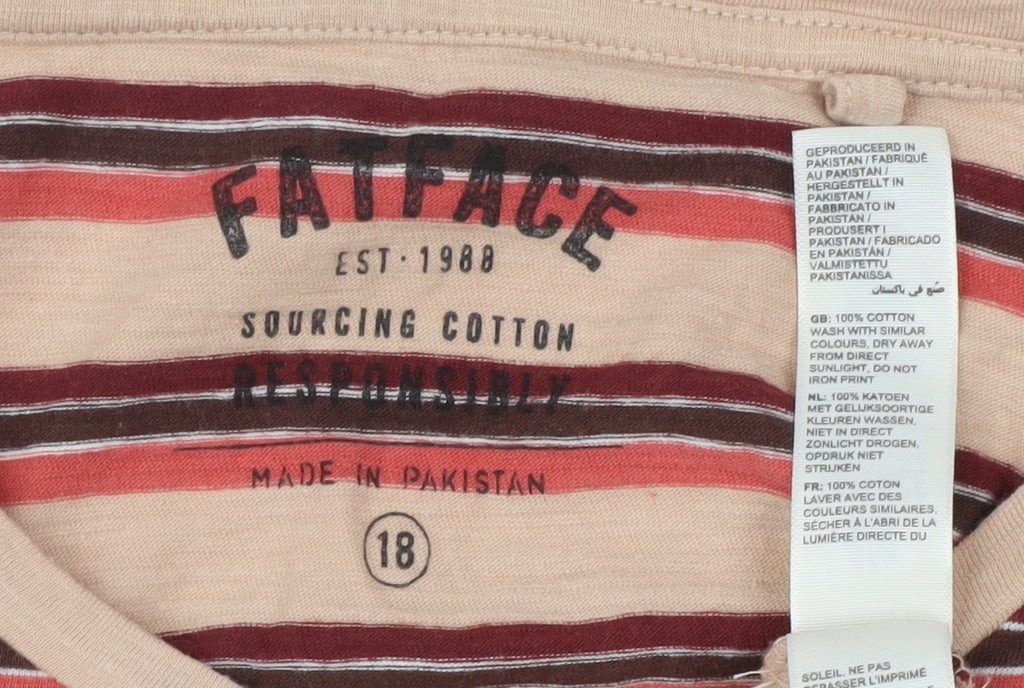 FATFACE
EST·1988
SOURCING COTTON
RESPONSIBLY
MADE IN PAKISTAN
18
GEPRODUCEERD IN
PAKISTAN / FABRIQUÉ
AU PAKISTAN /
HERGESTELLT IN
PAKISTAN /
FABBRICATO IN
PAKISTAN /
PRODUSERT I
PAKISTAN / FABRICADO
EN PAKISTÁN /
VALMISTETTU
PAKISTANISSA
صنع في باكستان
GB: 100% COTTON
WASH WITH SIMILAR
COLOURS, DRY AWAY
FROM DIRECT
SUNLIGHT, DO NOT
IRON PRINT
NL: 100% KATOEN
MET GELIJKSOORTIGE
KLEUREN WASSEN,
NIET IN DIRECT
ZONLICHT DROGEN,
OPDRUK NIET
STRIJKEN
FR: 100% COTON
LAVER AVEC DES
COULEURS SIMILAIRES,
SÉCHER À L'ABRI DE LA
LUMIÈRE DIRECTE DU
SOLEIL, NE PAS
REPASSER L'IMPRIMÉ